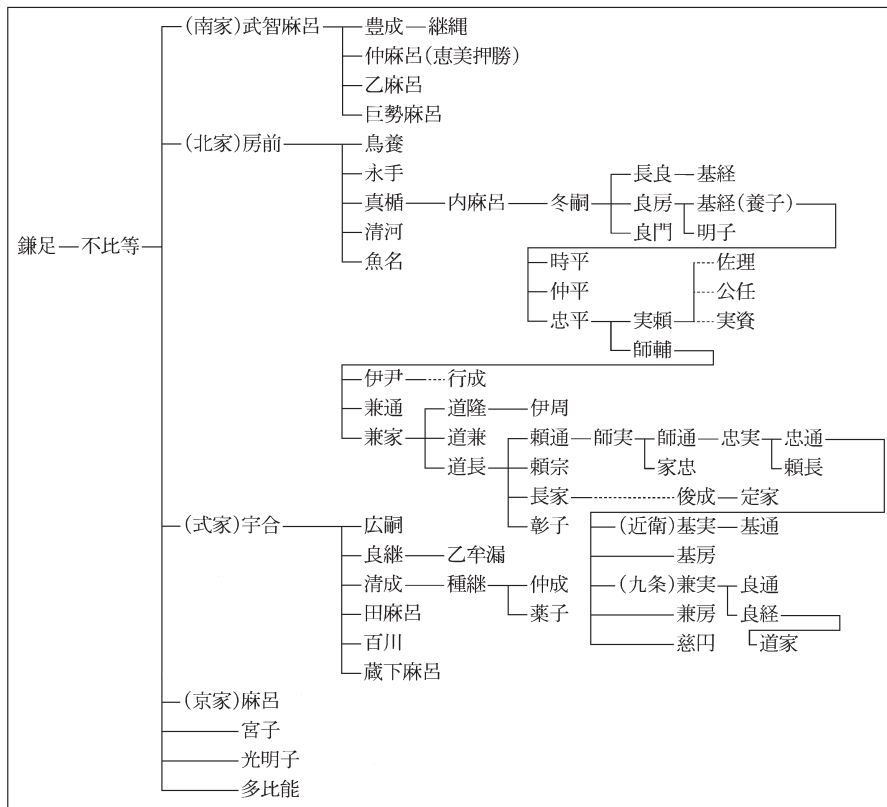 (南家)武智麻呂 豊成 継縄
仲麻呂(恵美押勝)
乙麻呂
巨勢麻呂
(北家)房前 鳥養
永手 長良 基経
真楯 内麻呂 冬嗣 良房 基経(養子)
清河 良門 明子
鎌足 不比等
魚名 時平 佐理
仲平 公任
忠平 実頼 実資
師輔
伊尹 行成
兼通 道隆 伊周
兼家 道兼 頼通 師実 師通 忠実 忠通
道長 頼宗 家忠 頼長
長家 俊成 定家
(式家)宇合 広嗣 彰子 (近衛)基実 基通
良継 乙牟漏 基房
清成 種継 仲成 (九条)兼実 良通
田麻呂 薬子 兼房 良経
百川 慈円 道家
蔵下麻呂
(京家)麻呂
宮子
光明子
多比能